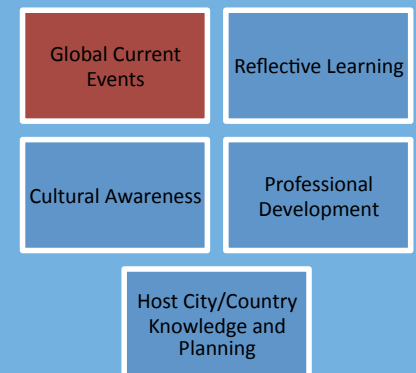 Global Current
Events
Reflective Learning
Cultural Awareness
Professional
Development
Host City/Country
Knowledge and
Planning